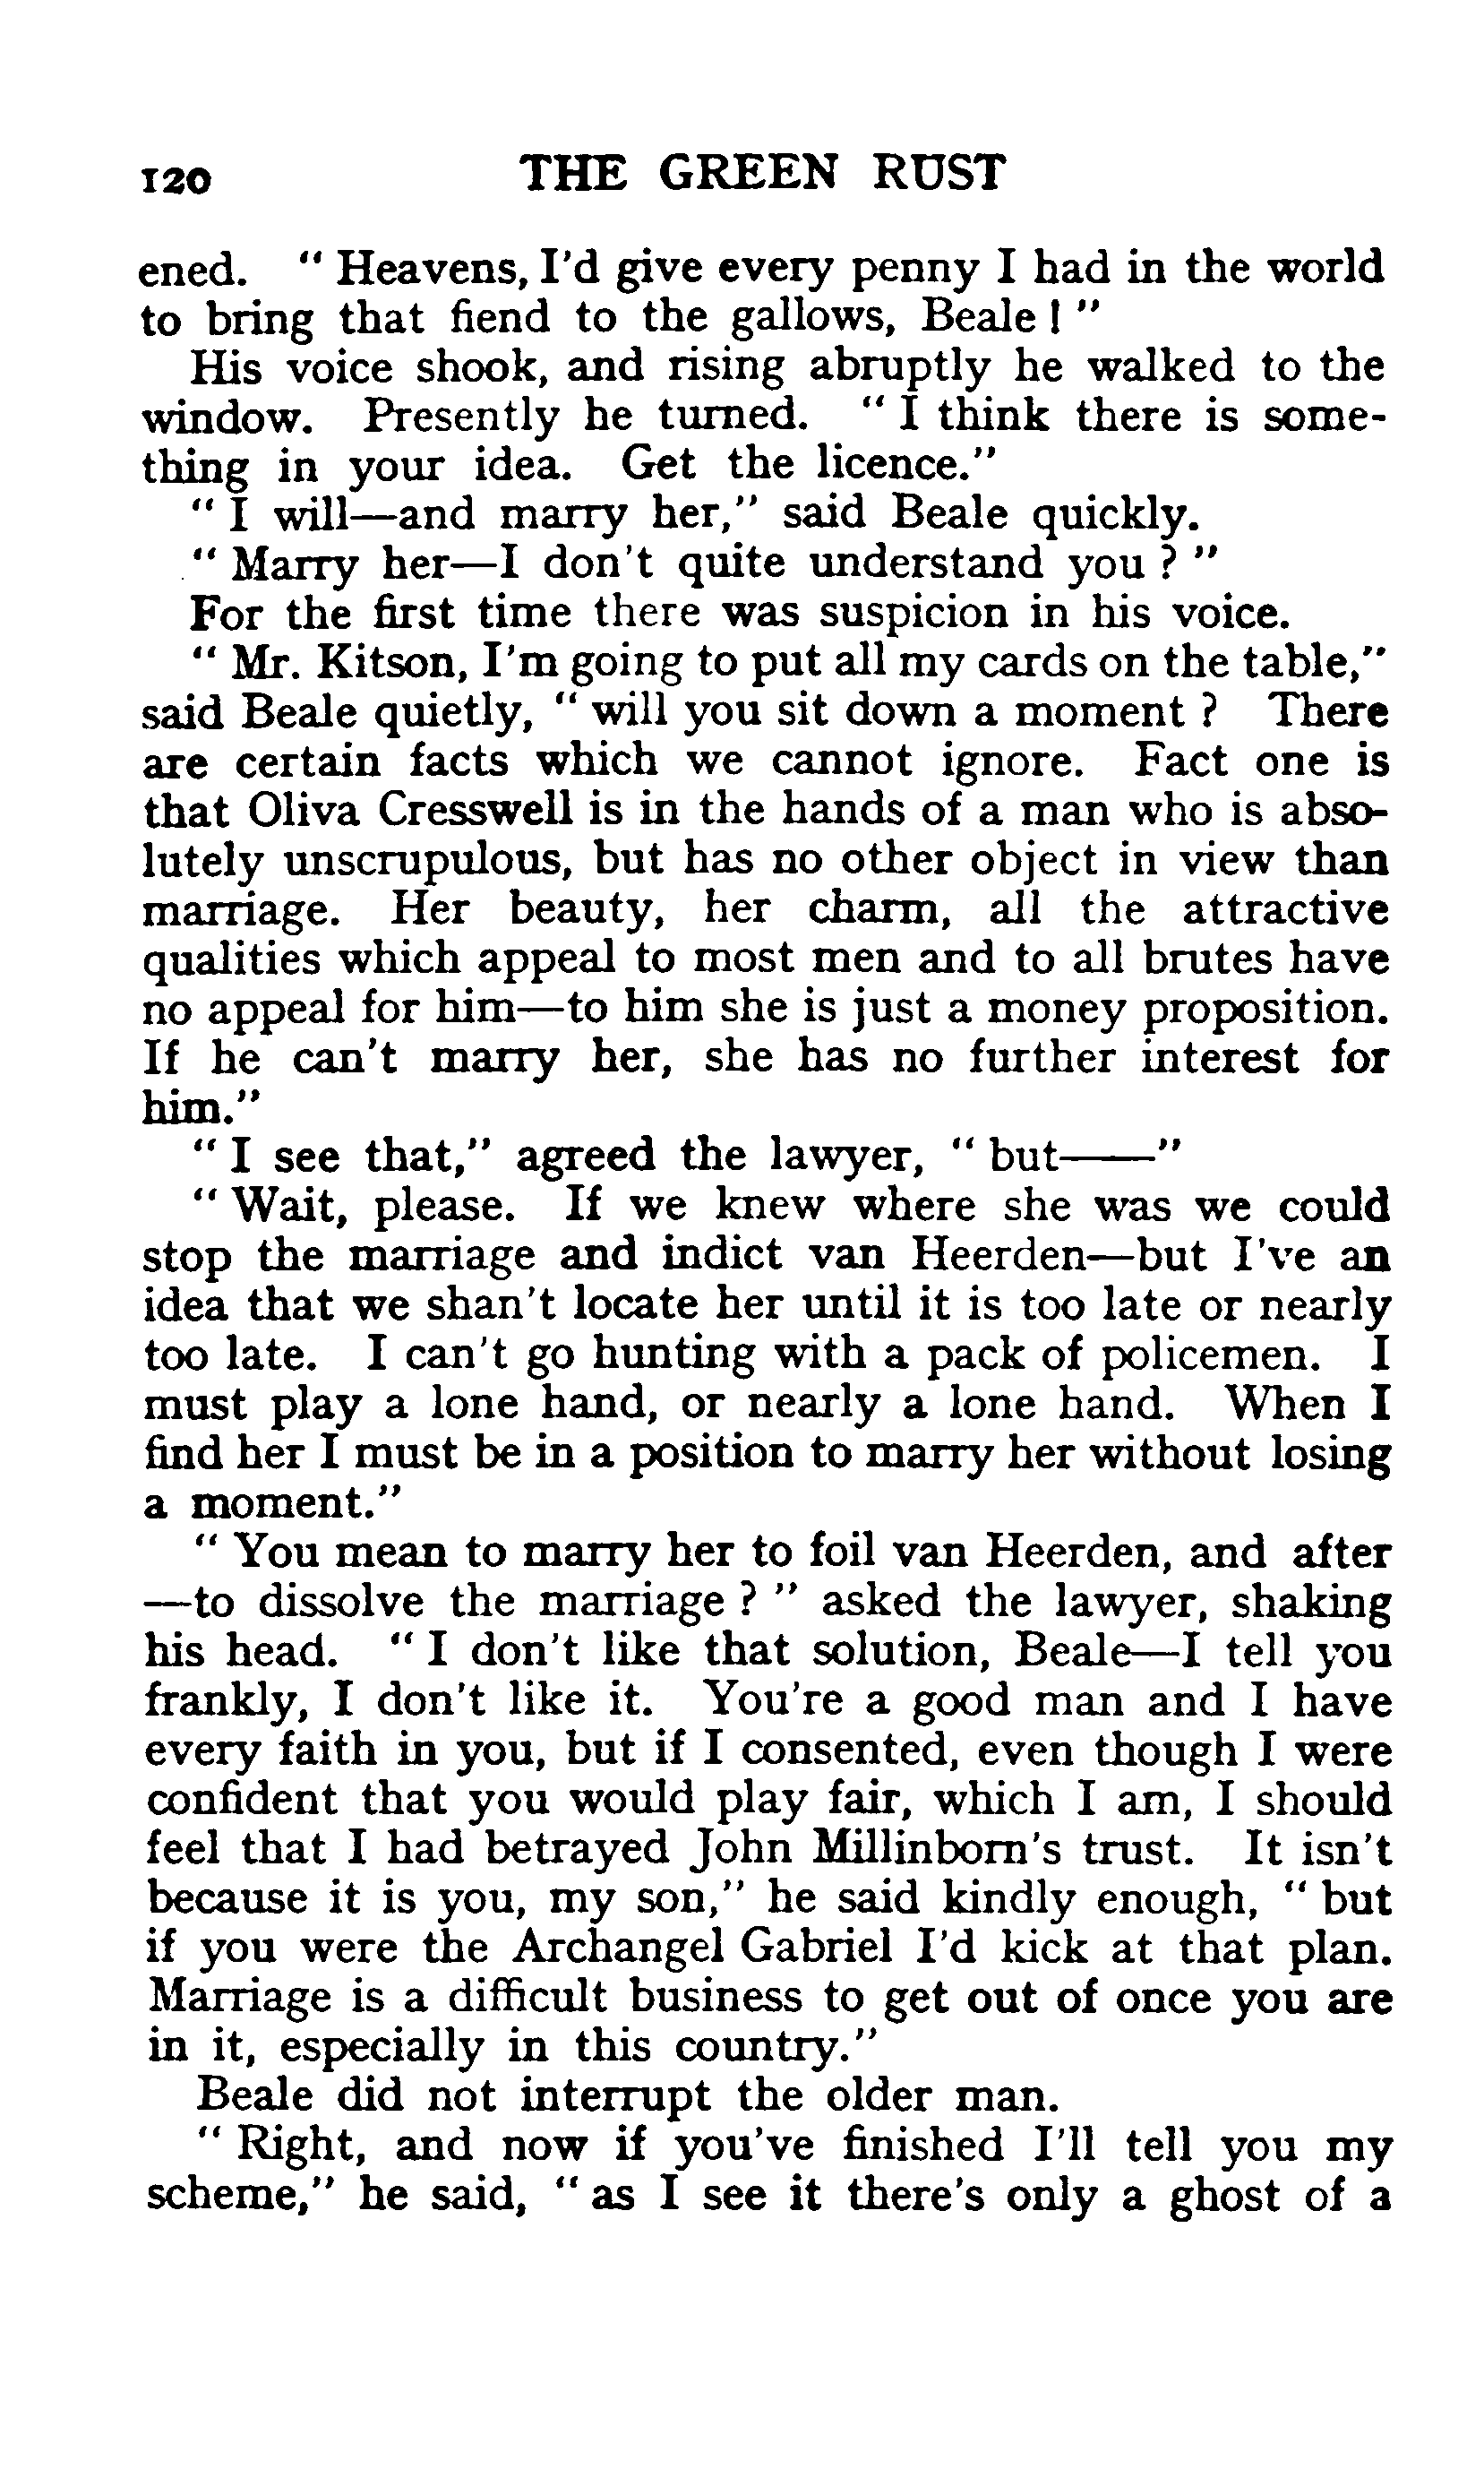 120 THE GREEN RUST
ened. " Heavens, I'd give every penny I had in the world
to bring that fiend to the gallows, Beale ! "
His voice shook, and rising abruptly he walked to the
window. Presently he turned. " I think there is some-
thing in your idea. Get the licence."
" I will—and marry her," said Beale quickly.
" Marry her—I don't quite understand you ? "
For the first time there was suspicion in his voice.
" Mr. Kitson, I'm going to put all my cards on the table,"
said Beale quietly, " will you sit down a moment ? There
are certain facts which we cannot ignore. Fact one is
that Oliva Cresswell is in the hands of a man who is abso-
lutely unscrupulous, but has no other object in view than
marriage. Her beauty, her charm, all the attractive
qualities which appeal to most men and to all brutes have
no appeal for him—to him she is just a money proposition.
If he can't marry her, she has no further interest for
him."
" I see that," agreed the lawyer, " but——"
" Wait, please. If we knew where she was we could
stop the marriage and indict van Heerden—but I've an
idea that we shan't locate her until it is too late or nearly
too late. I can't go hunting with a pack of policemen. I
must play a lone hand, or nearly a lone hand. When I
find her I must be in a position to marry her without losing
a moment."
" You mean to marry her to foil van Heerden, and after
—to dissolve the marriage ? " asked the lawyer, shaking
his head. " I don't like that solution, Beale—I tell you
frankly, I don't like it. You're a good man and I have
every faith in you, but if I consented, even though I were
confident that you would play fair, which I am, I should
feel that I had betrayed John Millinborn's trust. It isn't
because it is you, my son," he said kindly enough, " but
if you were the Archangel Gabriel I'd kick at that plan.
Marriage is a difficult business to get out of once you are
in it, especially in this country."
Beale did not interrupt the older man.
" Right, and now if you've finished I'll tell you my
scheme," he said, " as I see it there's only a ghost of a